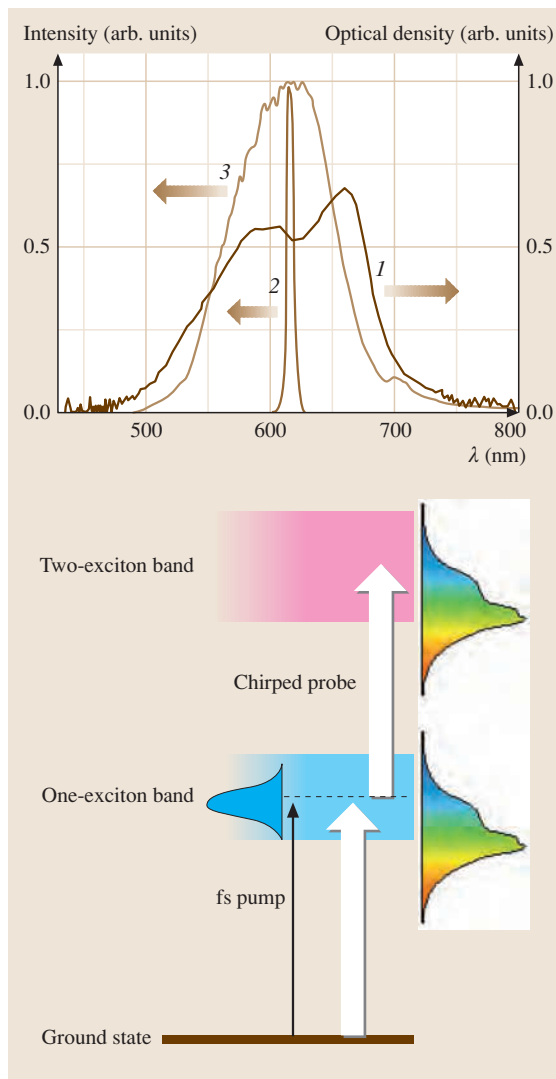 Intensity (arb. units) Optical density (arb. units)
1.0 1.0
3
0.5 1 0.5
2
0.0 0.0
500 600 700 800
λ (nm)
Two-exciton band
Chirped probe
One-exciton band
fs pump
Ground state